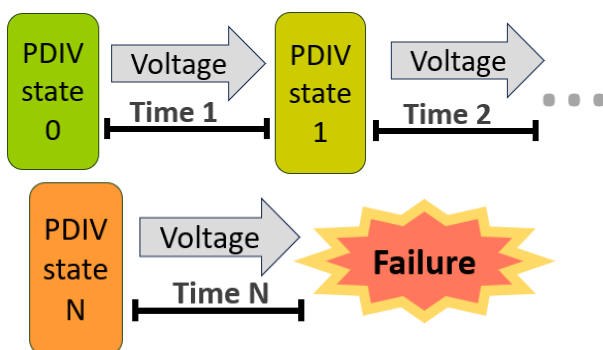 PDIV
state
0
Voltage
Time 1
PDIV
state
1
Voltage
Time 2
PDIV
state
N
Voltage
Time N
Failure